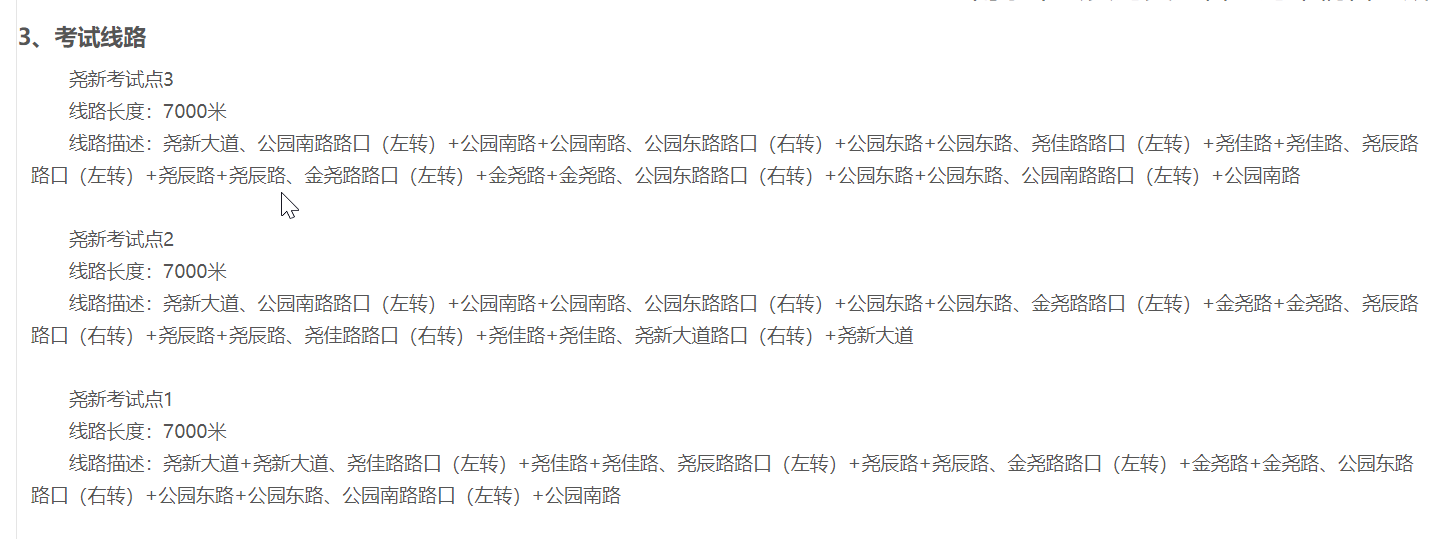 3、考试线路
尧新考试点3
线路长度：7000米
线路描述：尧新大道、公园南路路口（左转）+公园南路+公园南路、公园东路路口（右转）+公园东路+公园东路、尧佳路路口（左转）+尧佳路+尧佳路、尧辰路
路口（左转）+尧辰路+尧辰路、金尧路路口（左转）+金尧路+金尧路、公园东路路口（右转）+公园东路+公园东路、公园南路路口（左转）+公园南路
尧新考试点2
线路长度：7000米
线路描述：尧新大道、公园南路路口（左转）+公园南路+公园南路、公园东路路口（右转）+公园东路+公园东路、金尧路路口（左转）+金尧路+金尧路、尧辰路
路口（右转）+尧辰路+尧辰路、尧佳路路口（右转）+尧佳路+尧佳路、尧新大道路口（右转）+尧新大道
尧新考试点1
线路长度：7000米
线路描述：尧新大道+尧新大道、尧佳路路口（左转）+尧佳路+尧佳路、尧辰路路口（左转）+尧辰路+尧辰路、金尧路路口（左转）+金尧路+金尧路、公园东路
路口（右转）+公园东路+公园东路、公园南路路口（左转）+公园南路